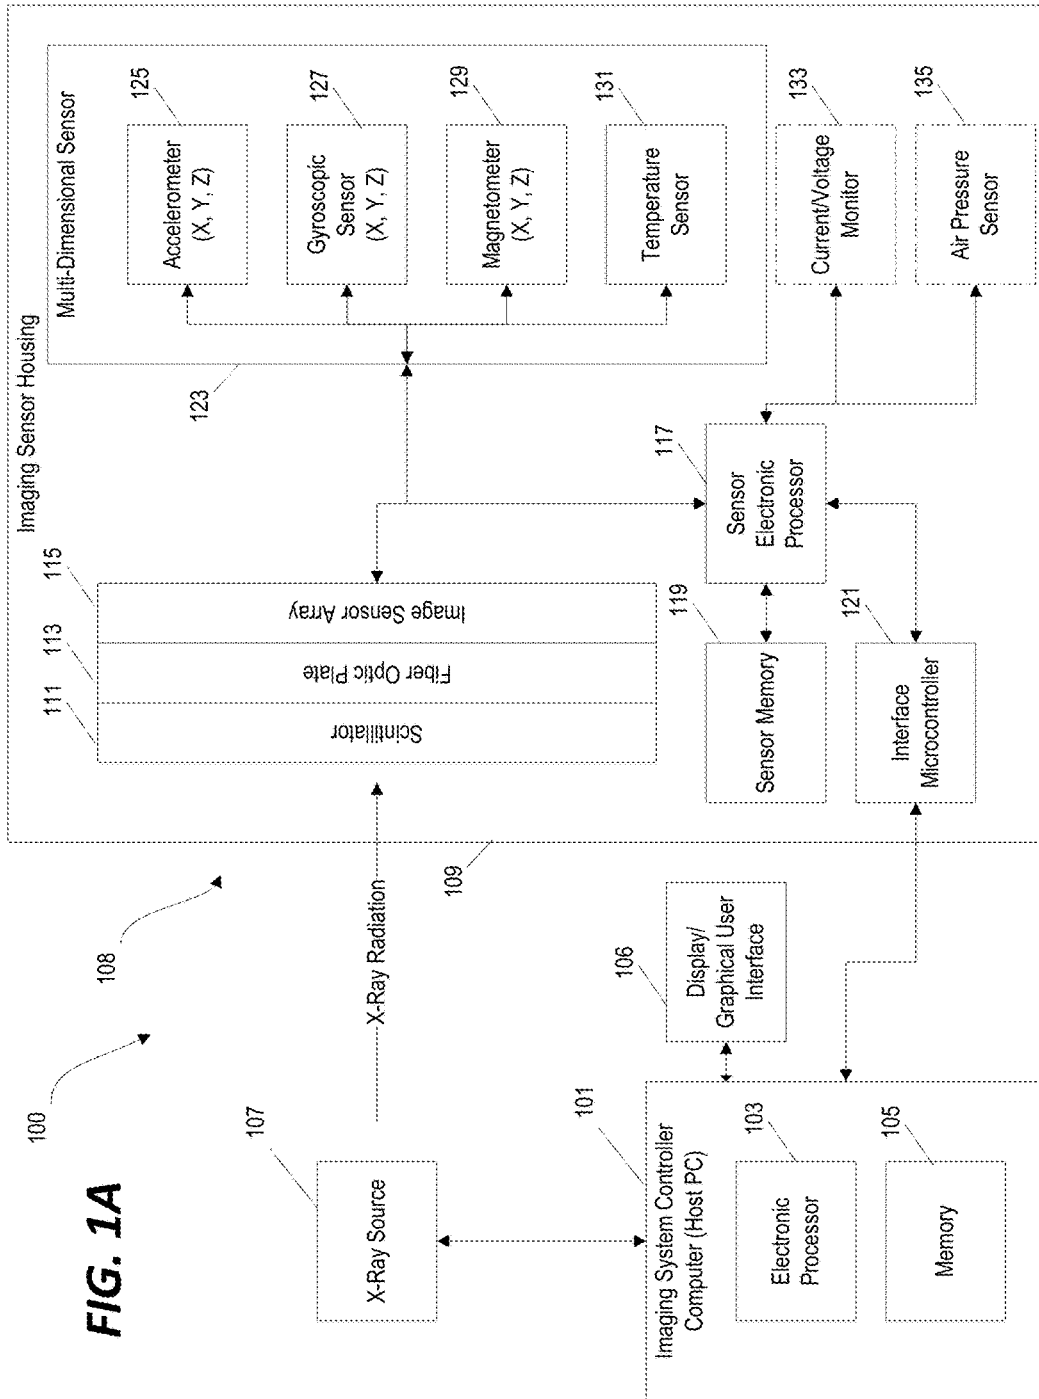 FIG. 1A
100
108
107
X-Ray Source
X-Ray Radiation
101
Imaging System Controller
Computer (Host PC)
103
Electronic
Processor
105
Memory
106
Display/
Graphical User
Interface
109
Imaging Sensor Housing
111
113
115
Scintillator
Fiber Optic Plate
Image Sensor Array
117
Sensor
Electronic
Processor
119
Sensor Memory
121
Interface
Microcontroller
123
Multi-Dimensional Sensor
125
Accelerometer
(X, Y, Z)
127
Gyroscopic
Sensor
(X, Y, Z)
129
Magnetometer
(X, Y, Z)
131
Temperature
Sensor
133
Current/Voltage
Monitor
135
Air Pressure
Sensor